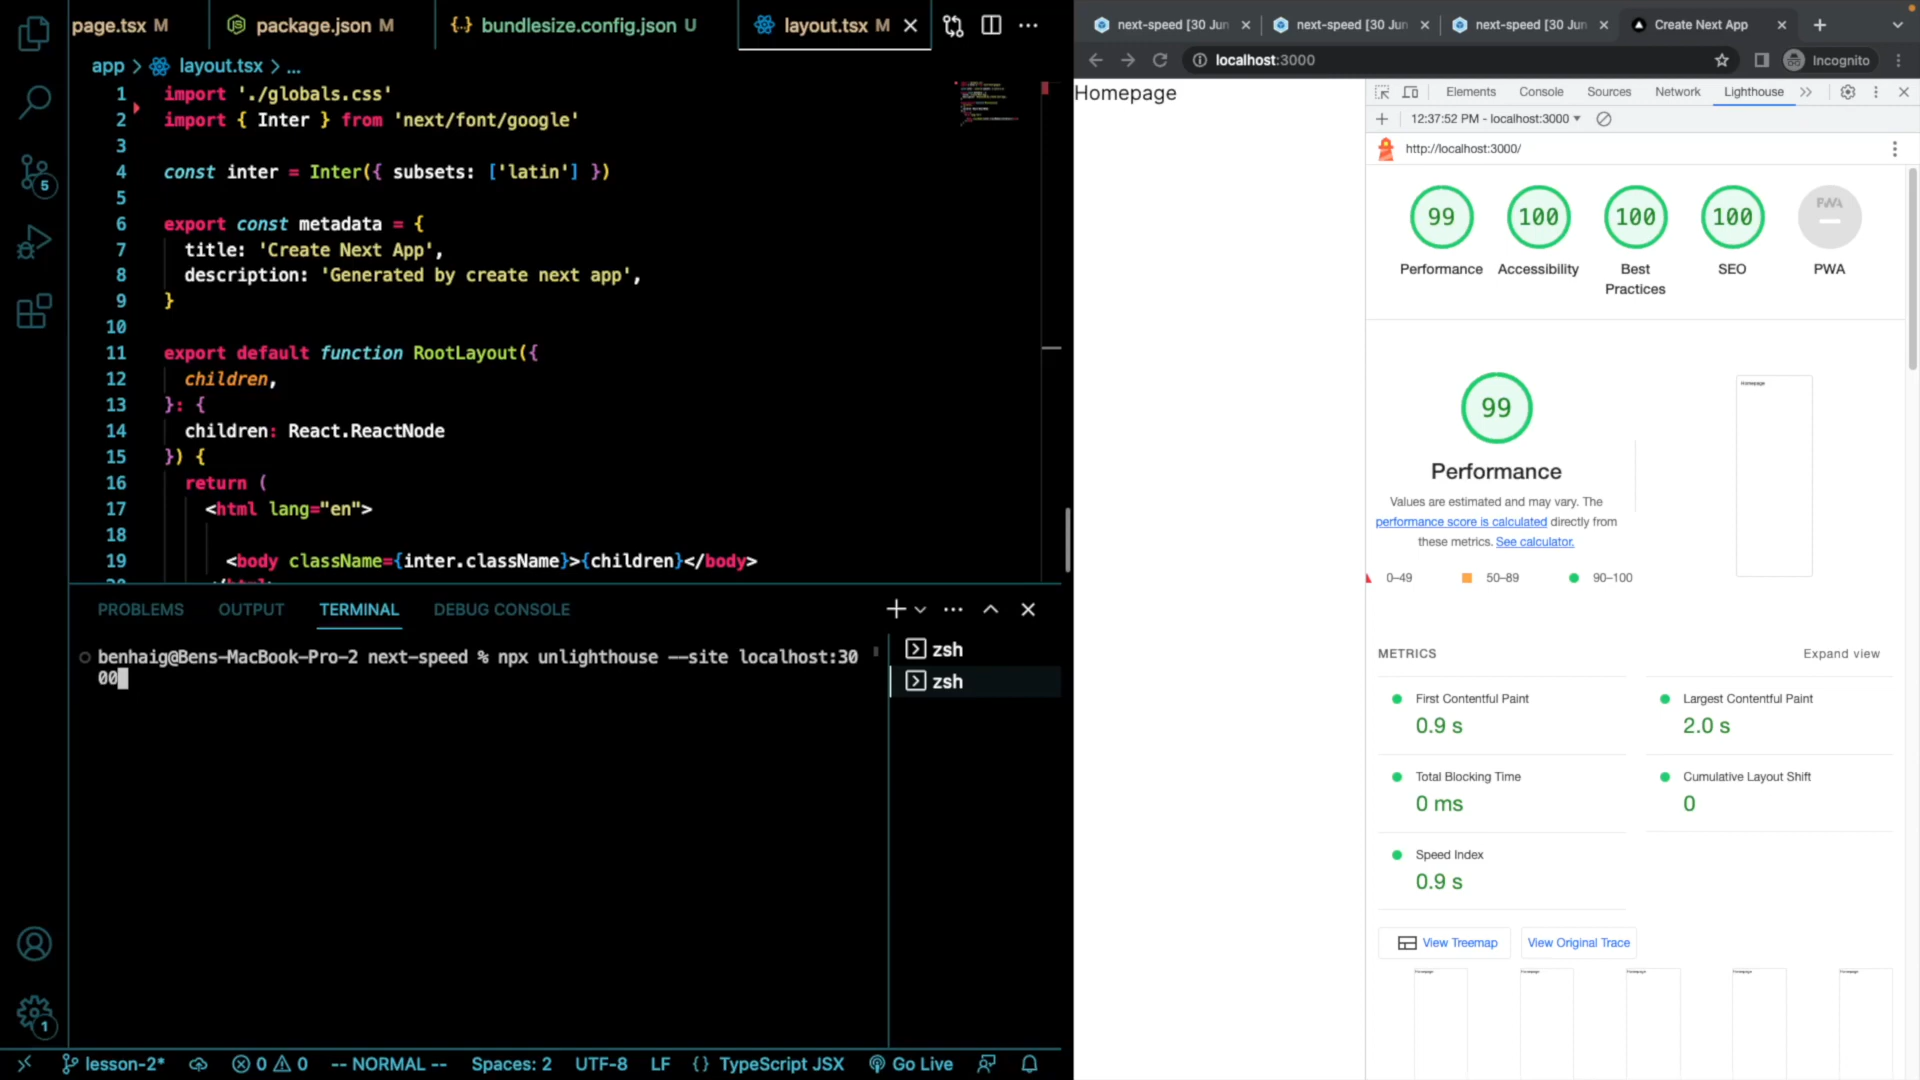 page.tsx M
package.json M
{..} bundlesize.config.json U
layout.tsx M
app > layout.tsx > ...
1 import './globals.css'
2 import { Inter } from 'next/font/google'
3
4 const inter = Inter({ subsets: ['latin'] })
5
6 export const metadata = {
7 title: 'Create Next App',
8 description: 'Generated by create next app',
9 }
10
11 export default function RootLayout({
12 children,
13 }: {
14 children: React.ReactNode
15 }) {
16 return (
17 <html lang="en">
18
19 <body className={inter.className}>{children}</body>
PROBLEMS OUTPUT TERMINAL DEBUG CONSOLE
benhaig@Bens-MacBook-Pro-2 next-speed % npx unlighthouse --site localhost:30
00
zsh
zsh
5
1
lesson-2* 0 0 -- NORMAL -- Spaces: 2 UTF-8 LF {} TypeScript JSX Go Live
next-speed [30 Jun
next-speed [30 Jun
next-speed [30 Jun
Create Next App
localhost:3000
Incognito
Homepage
Elements Console Sources Network Lighthouse
12:37:52 PM - localhost:3000
http://localhost:3000/
99 100 100 100 PWA
Performance Accessibility Best Practices SEO PWA
99
Performance
Values are estimated and may vary. The
performance score is calculated directly from
these metrics. See calculator.
0–49 50–89 90–100
Homepage
METRICS Expand view
First Contentful Paint
0.9 s
Largest Contentful Paint
2.0 s
Total Blocking Time
0 ms
Cumulative Layout Shift
0
Speed Index
0.9 s
View Treemap View Original Trace
Homepage Homepage Homepage Homepage Homepage